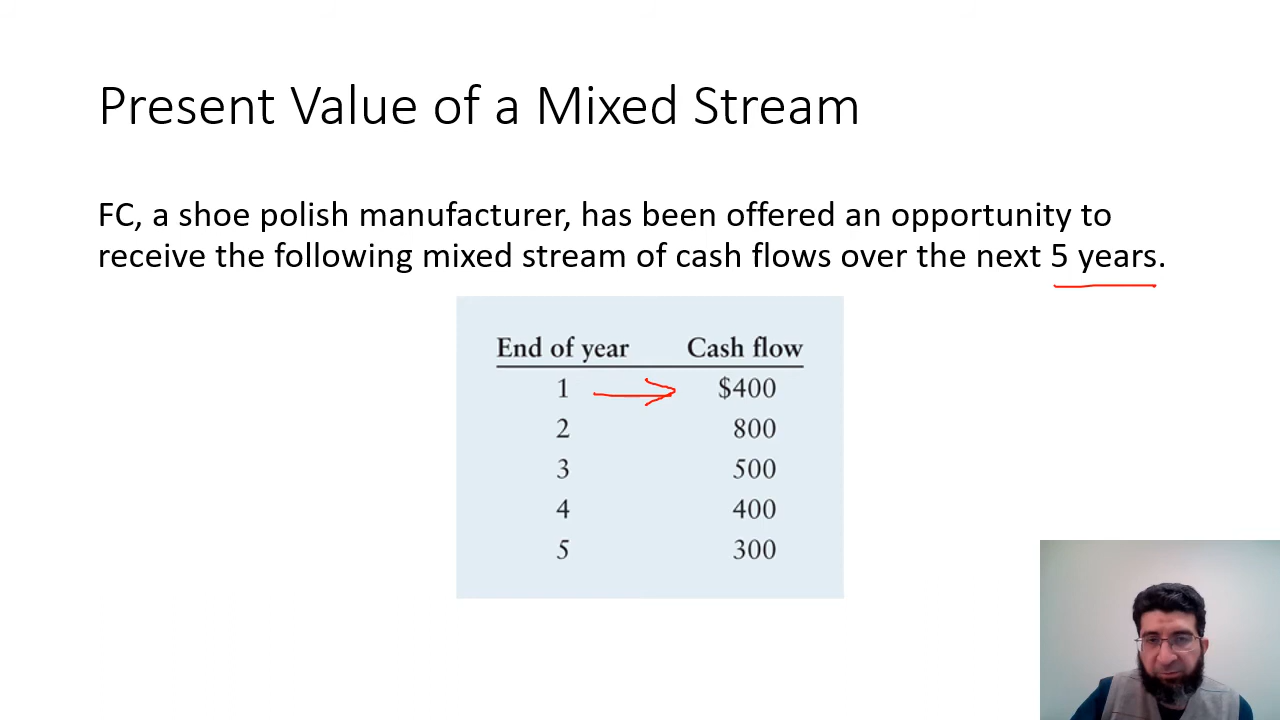 Present Value of a Mixed Stream
FC, a shoe polish manufacturer, has been offered an opportunity to
receive the following mixed stream of cash flows over the next 5 years.
End of year Cash flow
1 $400
2 800
3 500
4 400
5 300